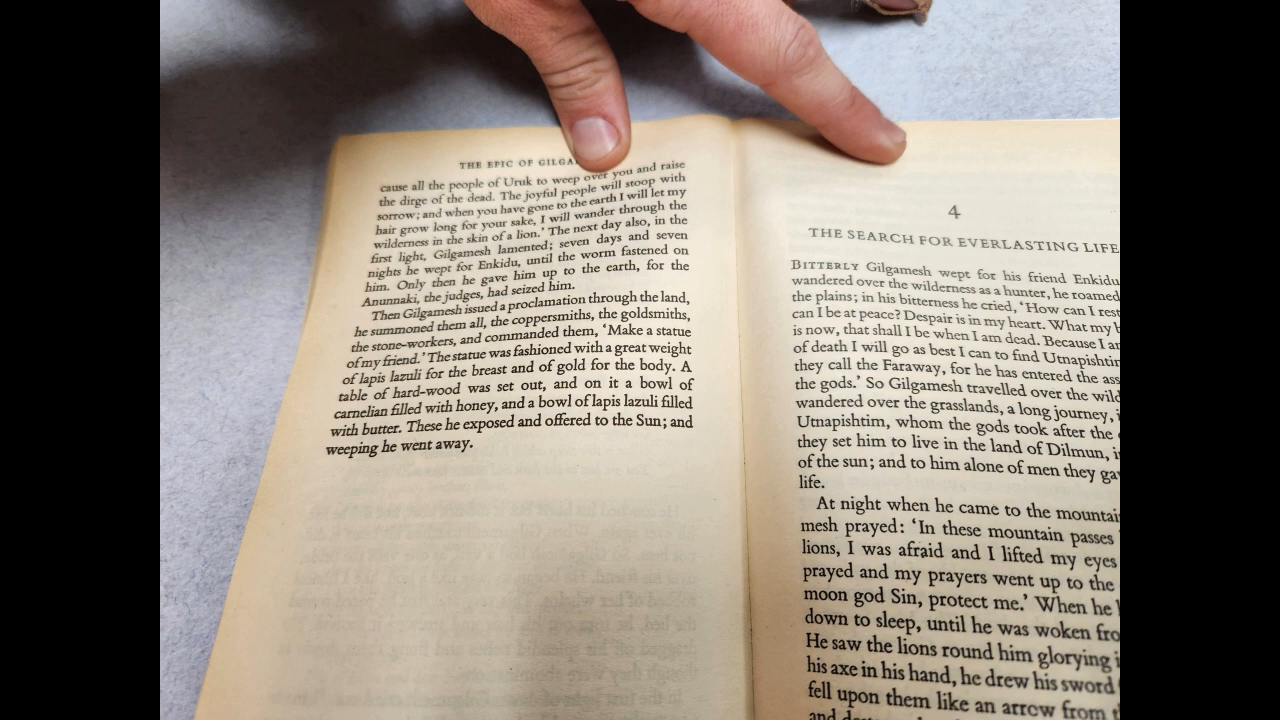 THE EPIC OF GILGA
cause all the people of Uruk to weep over you and raise
the dirge of the dead. The joyful people will stoop with
sorrow; and when you have gone to the earth I will let my
hair grow long for your sake, I will wander through the
wilderness in the skin of a lion.' The next day also, in the
first light, Gilgamesh lamented; seven days and seven
nights he wept for Enkidu, until the worm fastened on
him. Only then he gave him up to the earth, for the
Anunnaki, the judges, had seized him.
Then Gilgamesh issued a proclamation through the land,
he summoned them all, the coppersmiths, the goldsmiths,
the stone-workers, and commanded them, 'Make a statue
of my friend.' The statue was fashioned with a great weight
of lapis lazuli for the breast and of gold for the body. A
table of hard-wood was set out, and on it a bowl of
carnelian filled with honey, and a bowl of lapis lazuli filled
with butter. These he exposed and offered to the Sun; and
weeping he went away.
4
THE SEARCH FOR EVERLASTING LIFE
BITTERLY Gilgamesh wept for his friend Enkidu
wandered over the wilderness as a hunter, he roamed
the plains; in his bitterness he cried, 'How can I rest
can I be at peace? Despair is in my heart. What my
is now, that shall I be when I am dead. Because I
of death I will go as best I can to find Utnapishti
they call the Faraway, for he has entered the ass
the gods.' So Gilgamesh travelled over the wild
wandered over the grasslands, a long journey,
Utnapishtim, whom the gods took after the
they set him to live in the land of Dilmun,
of the sun; and to him alone of men they ga
life.
At night when he came to the mountai
mesh prayed: 'In these mountain passes
lions, I was afraid and I lifted my eyes
prayed and my prayers went up to the
moon god Sin, protect me.' When he
down to sleep, until he was woken fro
He saw the lions round him glorying
his axe in his hand, he drew his sword
fell upon them like an arrow from
and